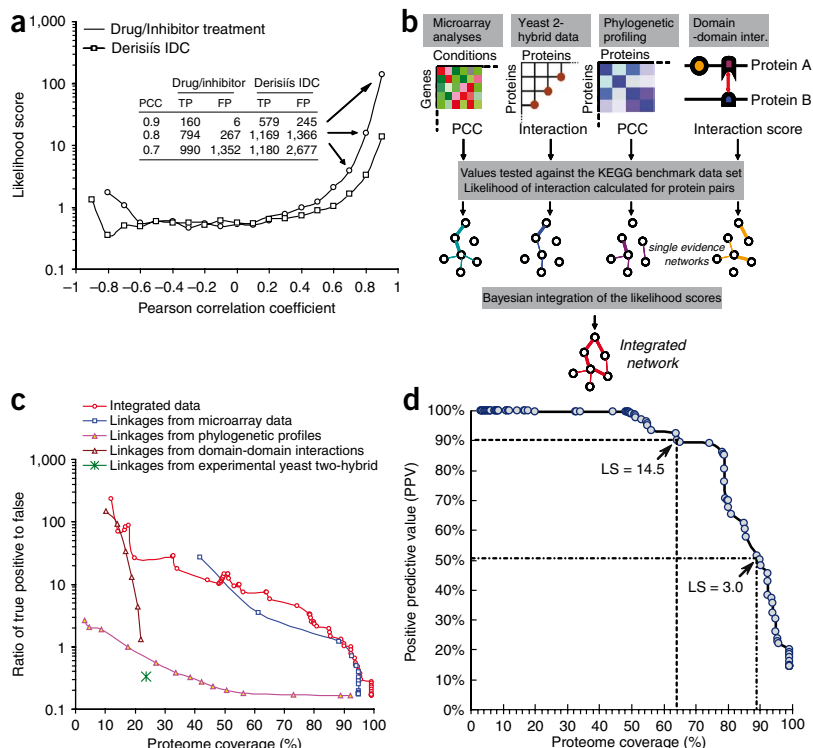 a
Drug/Inhibitor treatment
Derisiís IDC
Likelihood score
1,000
100
10
1
0.1
Drug/inhibitor Derisiís IDC
PCC TP FP TP FP
0.9 160 6 579 245
0.8 794 267 1,169 1,366
0.7 990 1,352 1,180 2,677
−1 −0.8 −0.6 −0.4 −0.2 0 0.2 0.4 0.6 0.8 1
Pearson correlation coefficient
b
Microarray analyses
Yeast 2-hybrid data
Phylogenetic profiling
Domain -domain inter.
Conditions
Genes
Proteins
Proteins
Proteins
Proteins
Protein A
Protein B
PCC
Interaction
PCC
Interaction score
Values tested against the KEGG benchmark data set
Likelihood of interaction calculated for protein pairs
single evidence
networks
Bayesian integration of the likelihood scores
Integrated
network
c
Integrated data
Linkages from microarray data
Linkages from phylogenetic profiles
Linkages from domain-domain interactions
Linkages from experimental yeast two-hybrid
Ratio of true positive to false
1,000
100
10
1
0.1
0 10 20 30 40 50 60 70 80 90 100
Proteome coverage (%)
d
Positive predictive value (PPV)
100%
90%
80%
70%
60%
50%
40%
30%
20%
10%
0%
LS = 14.5
LS = 3.0
0 10 20 30 40 50 60 70 80 90 100
Proteome coverage (%)